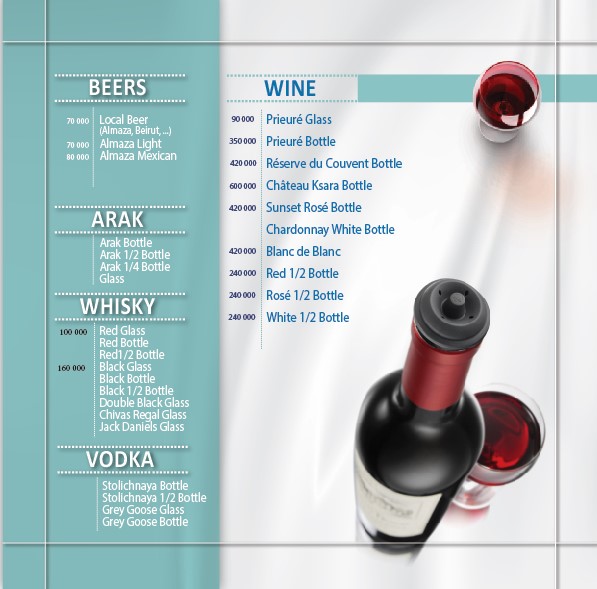 BEERS
70 000 Local Beer
(Almaza, Beirut, ...)
70 000 Almaza Light
80 000 Almaza Mexican
ARAK
Arak Bottle
Arak 1/2 Bottle
Arak 1/4 Bottle
Glass
WHISKY
100 000 Red Glass
Red Bottle
Red1/2 Bottle
160 000 Black Glass
Black Bottle
Black 1/2 Bottle
Double Black Glass
Chivas Regal Glass
Jack Daniels Glass
VODKA
Stolichnaya Bottle
Stolichnaya 1/2 Bottle
Grey Goose Glass
Grey Goose Bottle
WINE
90 000 Prieuré Glass
350 000 Prieuré Bottle
420 000 Réserve du Couvent Bottle
600 000 Château Ksara Bottle
420 000 Sunset Rosé Bottle
Chardonnay White Bottle
420 000 Blanc de Blanc
240 000 Red 1/2 Bottle
240 000 Rosé 1/2 Bottle
240 000 White 1/2 Bottle